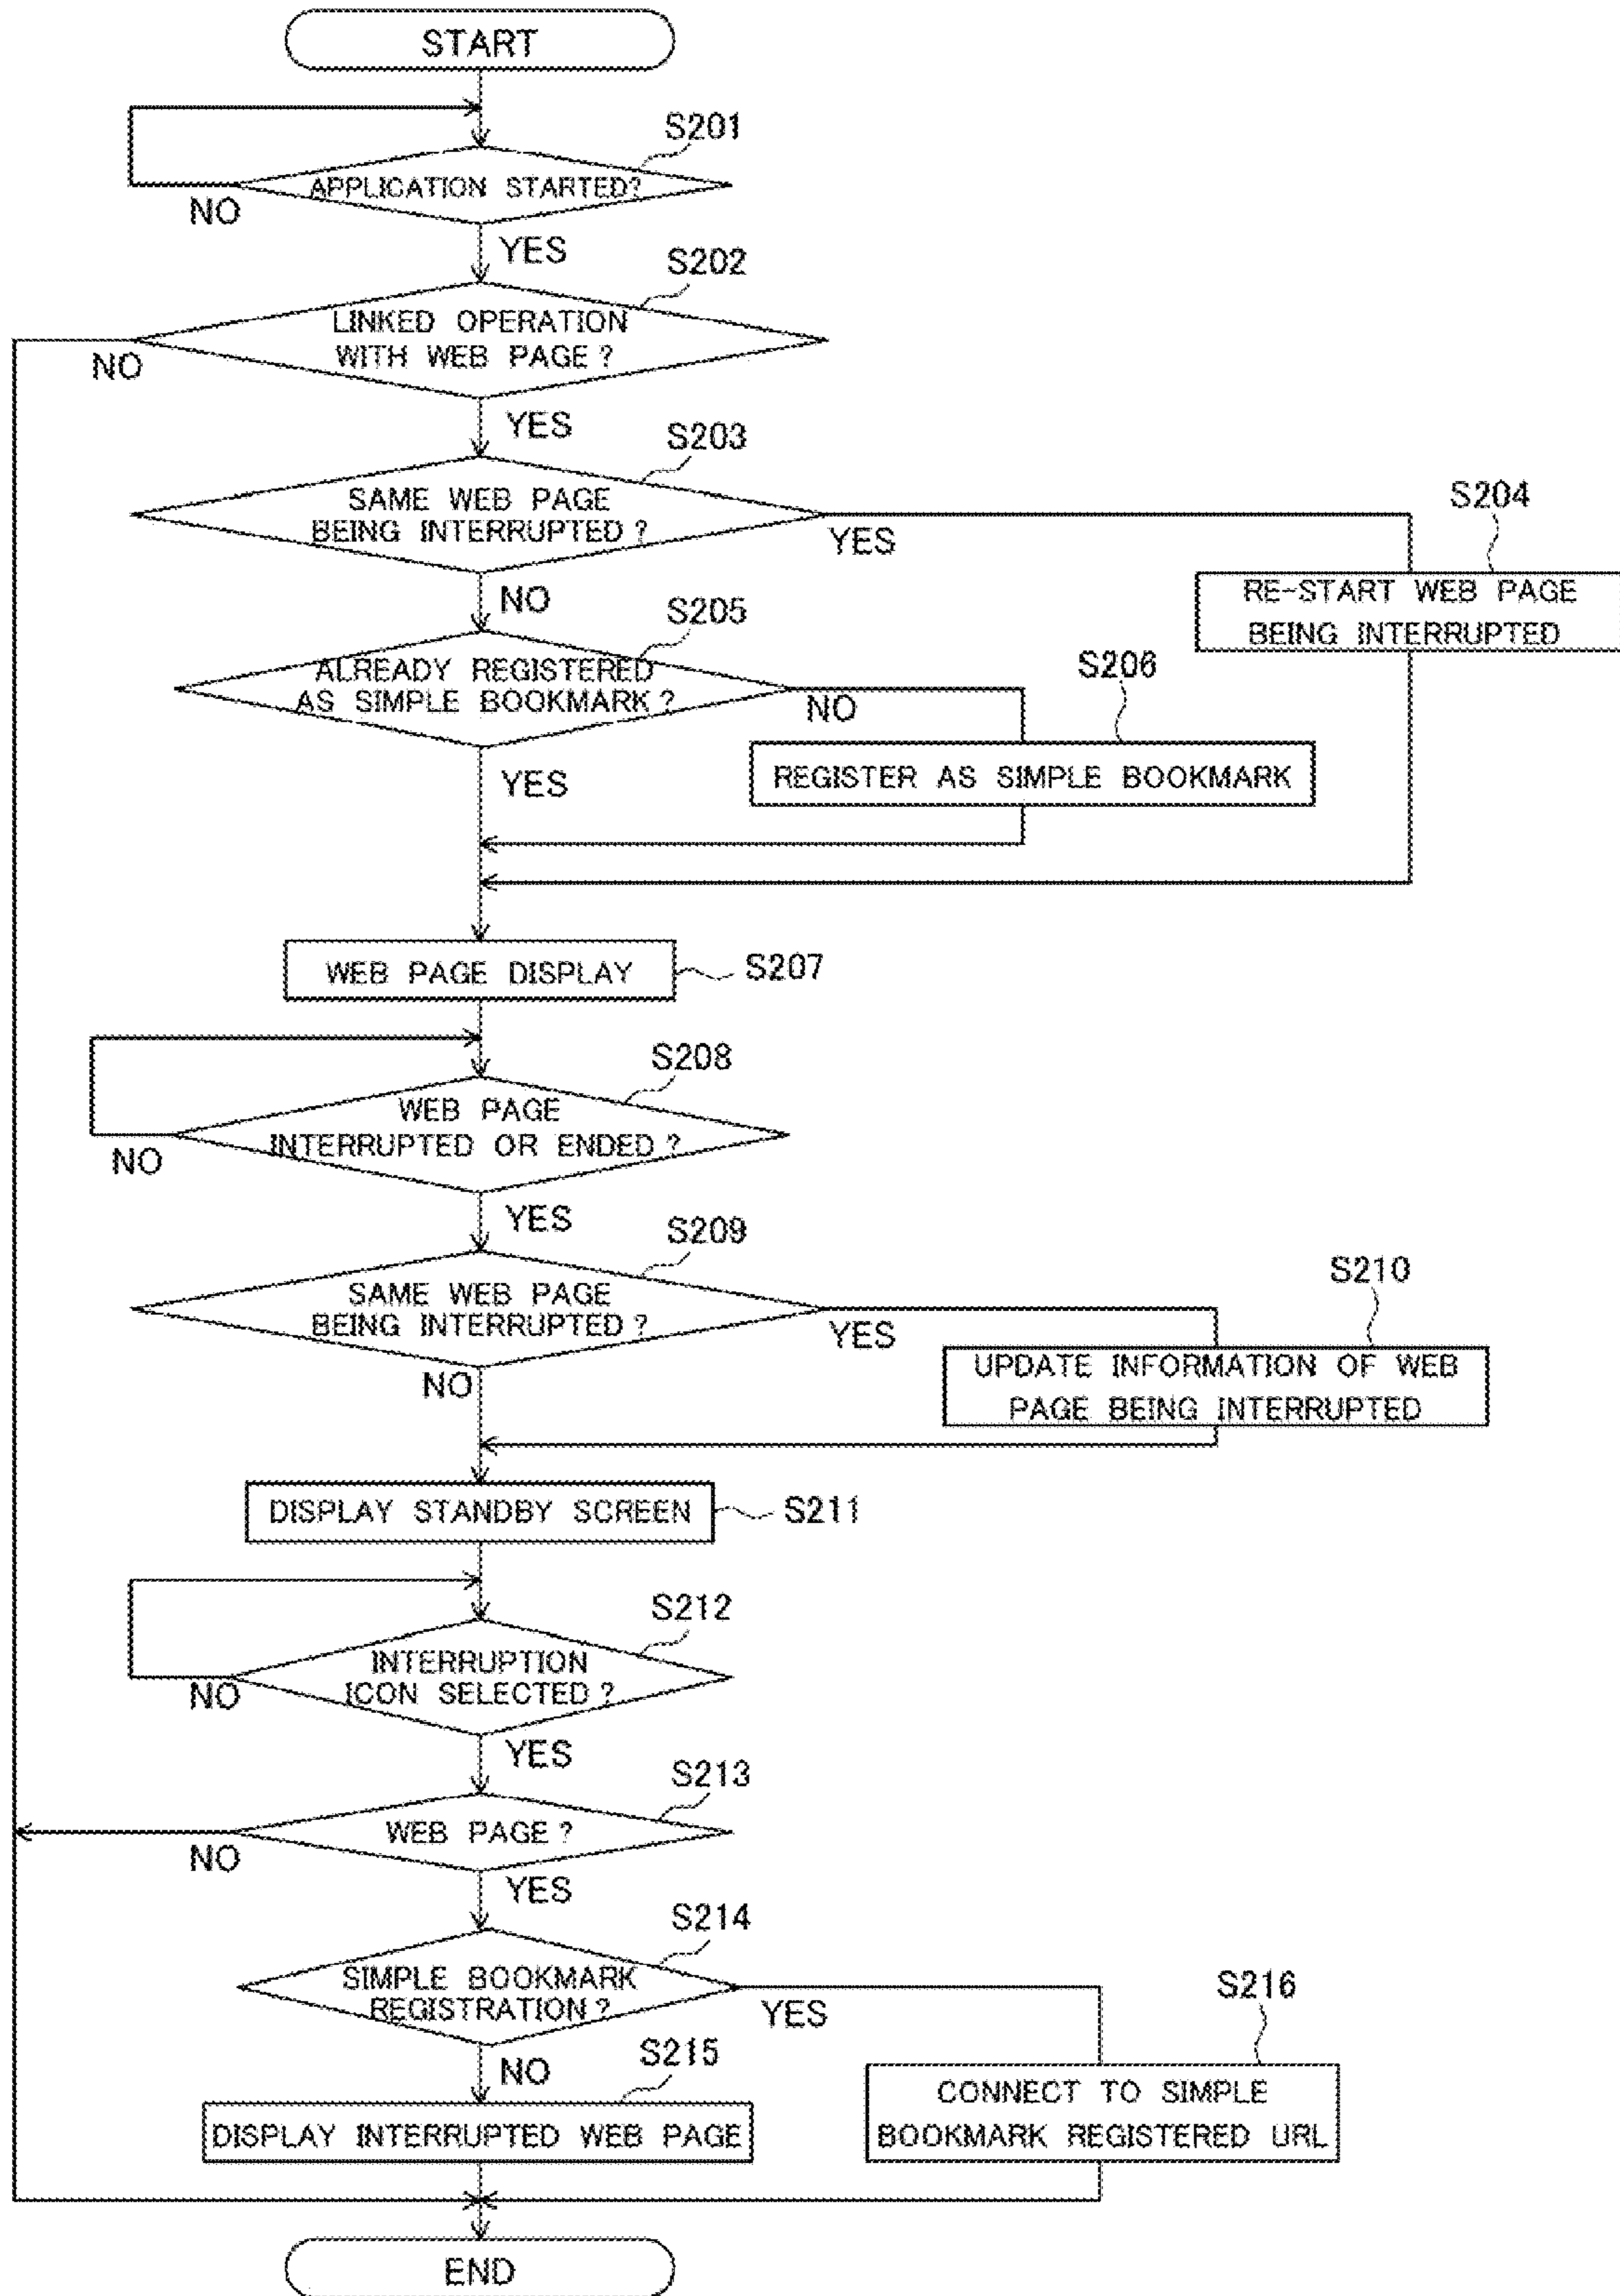 START
S201
APPLICATION STARTED?
NO
YES
S202
LINKED OPERATION
WITH WEB PAGE?
NO
YES
S203
SAME WEB PAGE
BEING INTERRUPTED?
YES
S204
RE-START WEB PAGE
BEING INTERRUPTED
NO
S205
ALREADY REGISTERED
AS SIMPLE BOOKMARK?
NO
S206
REGISTER AS SIMPLE BOOKMARK
YES
WEB PAGE DISPLAY
S207
S208
WEB PAGE
INTERRUPTED OR ENDED?
NO
YES
S209
SAME WEB PAGE
BEING INTERRUPTED?
YES
S210
UPDATE INFORMATION OF WEB
PAGE BEING INTERRUPTED
NO
DISPLAY STANDBY SCREEN
S211
S212
INTERRUPTION
ICON SELECTED?
NO
YES
S213
WEB PAGE?
NO
YES
S214
SIMPLE BOOKMARK
REGISTRATION?
YES
S216
CONNECT TO SIMPLE
BOOKMARK REGISTERED URL
NO
S215
DISPLAY INTERRUPTED WEB PAGE
END